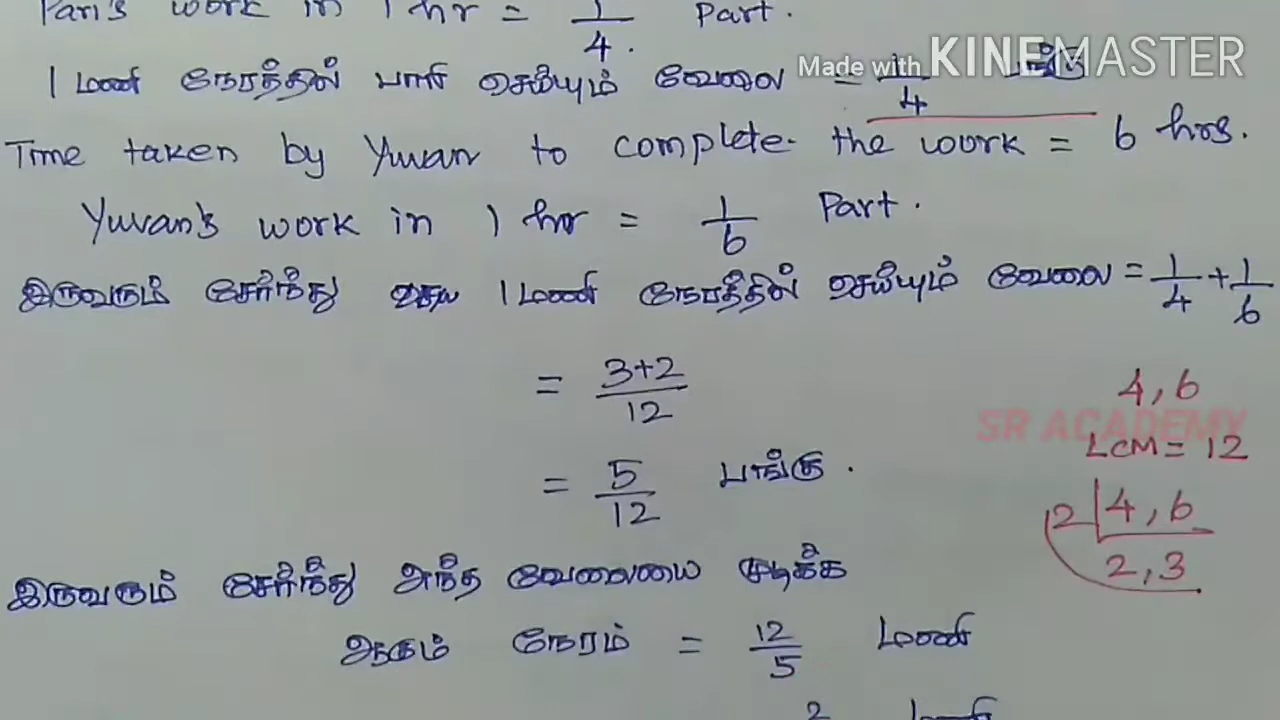 Pari's work in 1 hr = 1/4 Part.
1 மணி நேரத்தில் பாரி செய்யும் வேலை = 1/4 பங்கு
Made with KINEMASTER
Time taken by Yuvan to complete the work = 6 hrs.
Yuvan's work in 1 hr = 1/6 Part.
இருவரும் சேர்ந்து 1 மணி நேரத்தில் செய்யும் வேலை = 1/4 + 1/6
= 3+2/12
4, 6
SR ACADEMY
LCM = 12
= 5/12 பங்கு.
2 | 4, 6
2, 3
இருவரும் சேர்ந்து அந்த வேலையை முடிக்க
ஆகும் நேரம் = 12/5 மணி
2 மணி